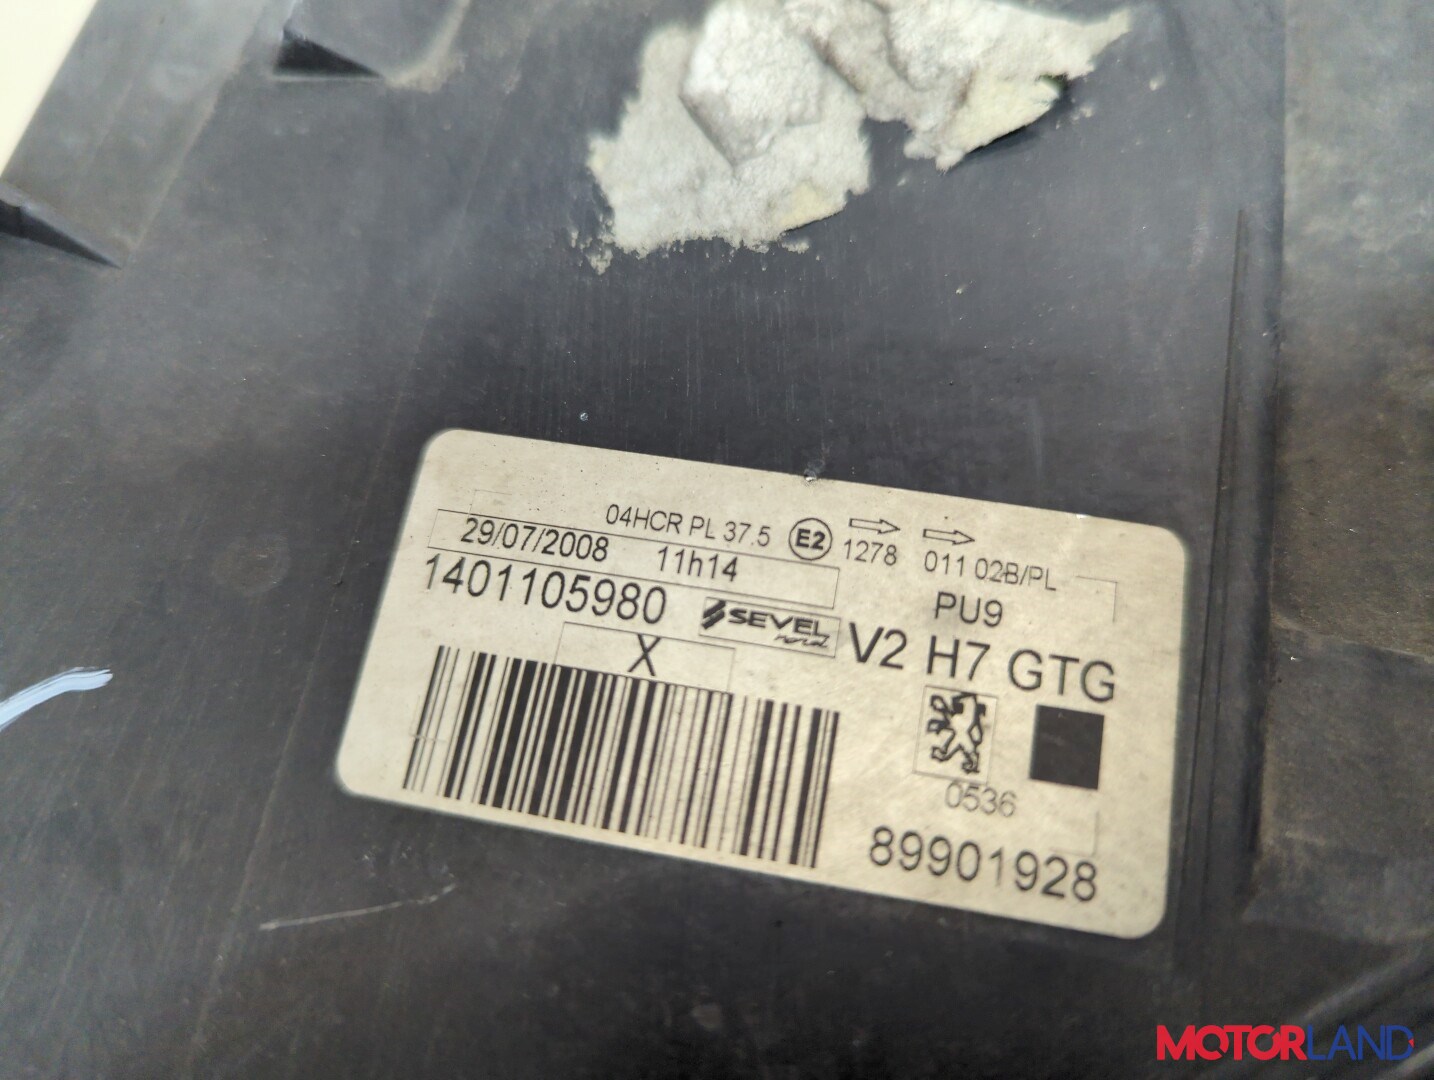 04HCR PL 37.5 E2 1278 011 02B/PL
29/07/2008 11h14
1401105980 SEVEL nord PU9
X V2 H7 GTG
0536
89901928
MOTORLAND